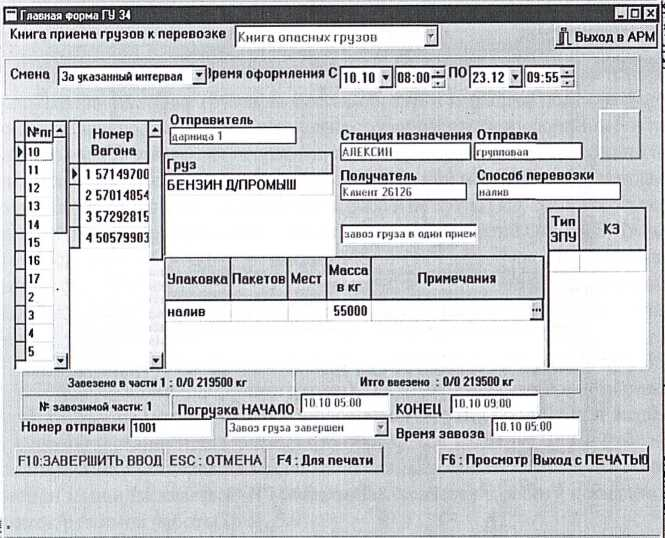 Главная форма ГУ 34
Книга приема грузов к перевозке Книга опасных грузов Выход в АРМ
Смена За указанный интервал Время оформления С 10.10 08:00 ПО 23.12 09:55
№пг
10
11
12
13
14
15
16
17
2
3
4
5
Номер Вагона
1 57149700
2 57014854
3 57292815
4 50579903
Отправитель
дарница 1
Груз
БЕНЗИН Д/ПРОМЫШ
Станция назначения Отправка
АЛЕКСИН групповая
Получатель Способ перевозки
Клиент 26126 налив
завоз груза в один прием
Тип ЗПУ КЗ
Упаковка Пакетов Мест Масса в кг Примечания
налив 55000 ...
Завезено в части 1 : 0/0 219500 кг Итго ввезено : 0/0 219500 кг
№ завозимой части: 1 Погрузка НАЧАЛО 10.10 05:00 КОНЕЦ 10.10 09:00
Номер отправки 1001 Завоз груза завершен Время завоза 10.10 05:00
F10:ЗАВЕРШИТЬ ВВОД ESC : ОТМЕНА F4 : Для печати F6 : Просмотр Выход с ПЕЧАТЬЮ